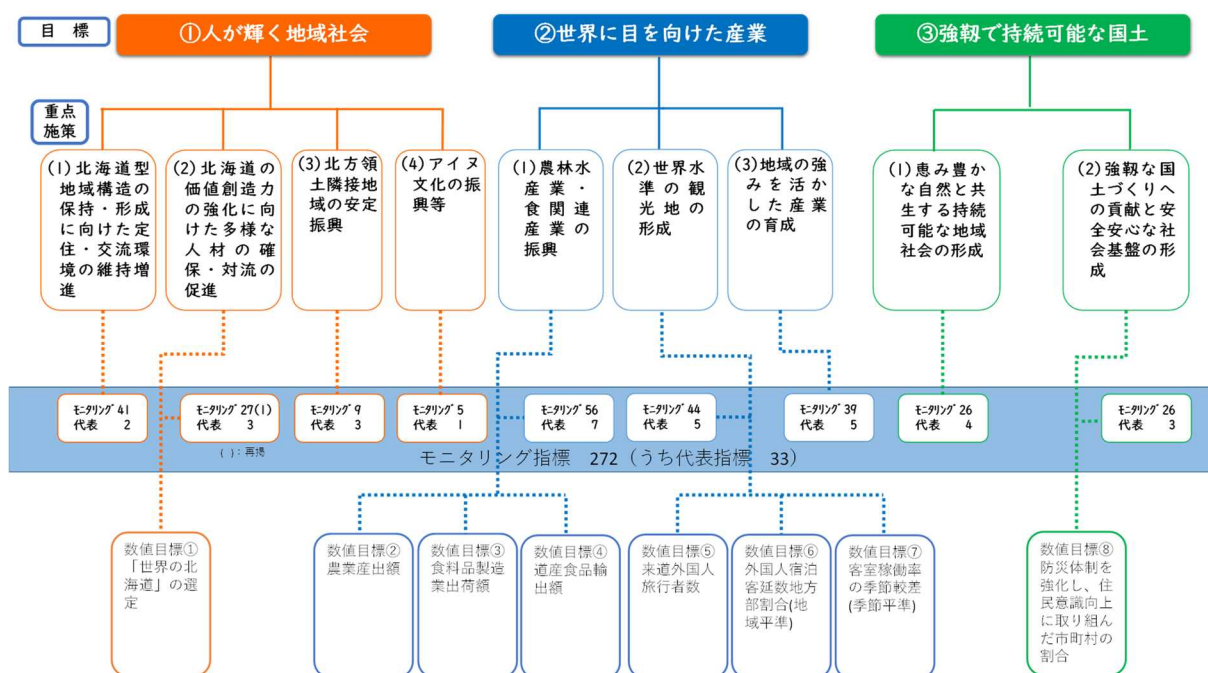 目 標
①人が輝く地域社会
②世界に目を向けた産業
③強靱で持続可能な国土
重点
施策
(1)北海道型
地域構造の
保持・形成
に向けた定
住・交流環
境の維持増
進
(2)北海道の
価値創造力
の強化に向
けた多様な
人材の確
保・対流の
促進
(3)北方領
土隣接地
域の安定
振興
(4)アイヌ
文化の振
興等
(1)農林水
産業・
食関連
産業の
振興
(2)世界水
準の観
光地の
形成
(3)地域の強
みを活か
した産業
の育成
(1)恵み豊か
な自然と共
生する持続
可能な地域
社会の形成
(2)強靱な国
土づくりへ
の貢献と安
全安心な社
会基盤の形
成
ﾓﾆﾀﾘﾝｸﾞ 41
代表 2
ﾓﾆﾀﾘﾝｸﾞ 27(1)
代表 3
( ):再掲
ﾓﾆﾀﾘﾝｸﾞ 9
代表 3
ﾓﾆﾀﾘﾝｸﾞ 5
代表 1
ﾓﾆﾀﾘﾝｸﾞ 56
代表 7
ﾓﾆﾀﾘﾝｸﾞ 44
代表 5
ﾓﾆﾀﾘﾝｸﾞ 39
代表 5
ﾓﾆﾀﾘﾝｸﾞ 26
代表 4
ﾓﾆﾀﾘﾝｸﾞ 26
代表 3
モニタリング指標 272(うち代表指標 33)
数値目標①
「世界の北
海道」の選
定
数値目標②
農業産出額
数値目標③
食料品製造
業出荷額
数値目標④
道産食品輸
出額
数値目標⑤
来道外国人
旅行者数
数値目標⑥
外国人宿泊
客延数地方
部割合(地
域平準)
数値目標⑦
客室稼働率
の季節較差
(季節平準)
数値目標⑧
防災体制を
強化し、住
民意識向上
に取り組ん
だ市町村の
割合